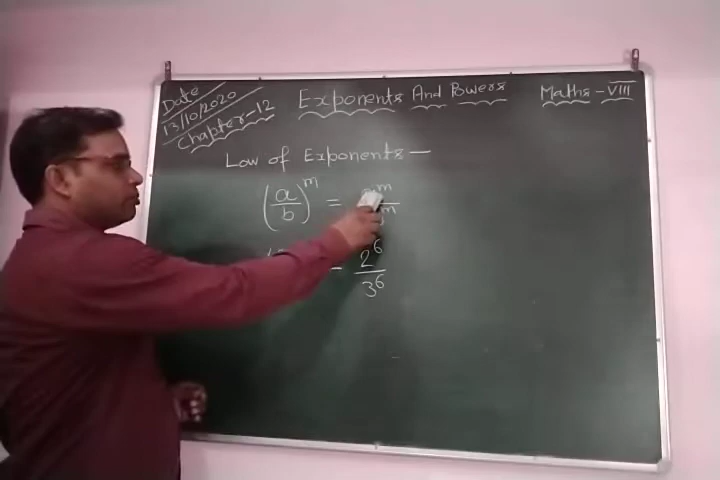 Date
13/10/2020
Chapter-12
Exponents And Powers
Maths-VIII
Law of Exponents —
(a/b)^m = a^m/b^m
= 2^6/3^6